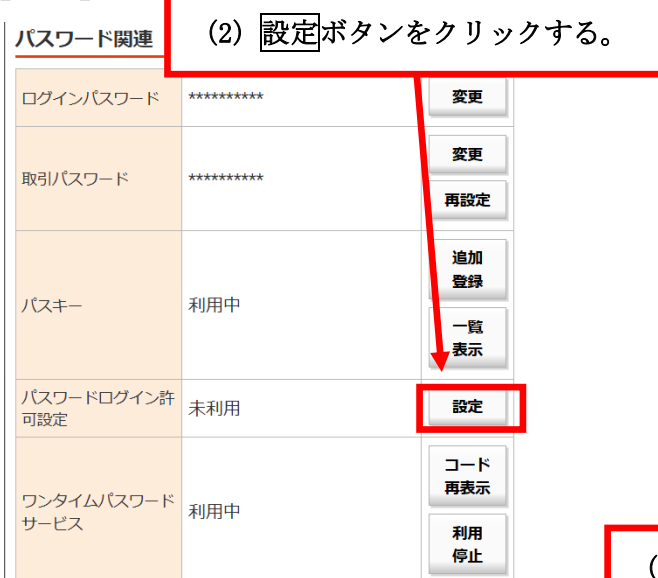 (2) 設定ボタンをクリックする。
パスワード関連
ログインパスワード
**********
変更
取引パスワード
**********
変更
再設定
パスキー
利用中
追加
登録
一覧
表示
パスワードログイン許
可設定
未利用
設定
ワンタイムパスワード
サービス
利用中
コード
再表示
利用
停止
(